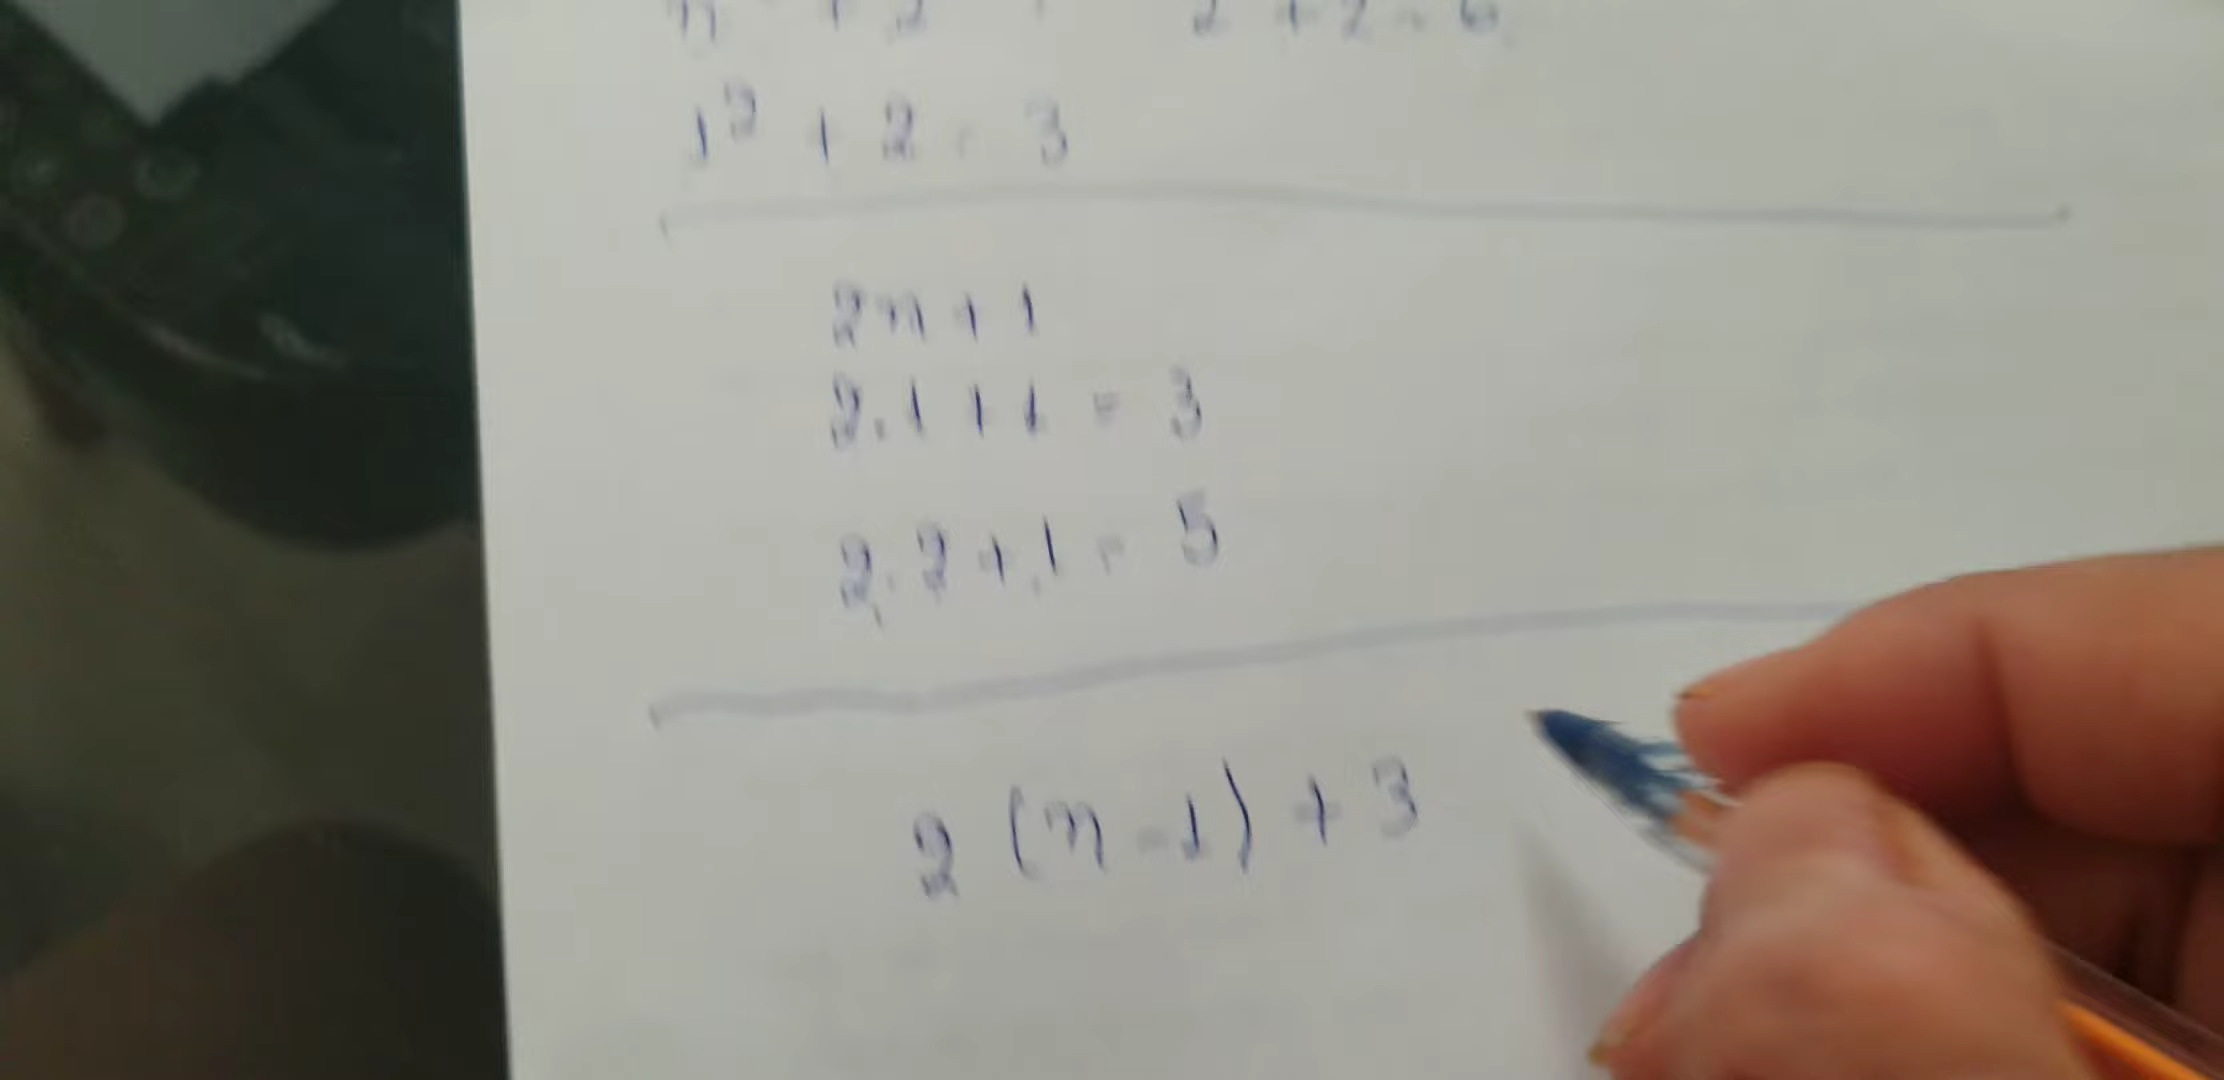 1² + 2 = 3
2n + 1
2.1 + 1 = 3
2.2 + 1 = 5
2 (n - 1) + 3